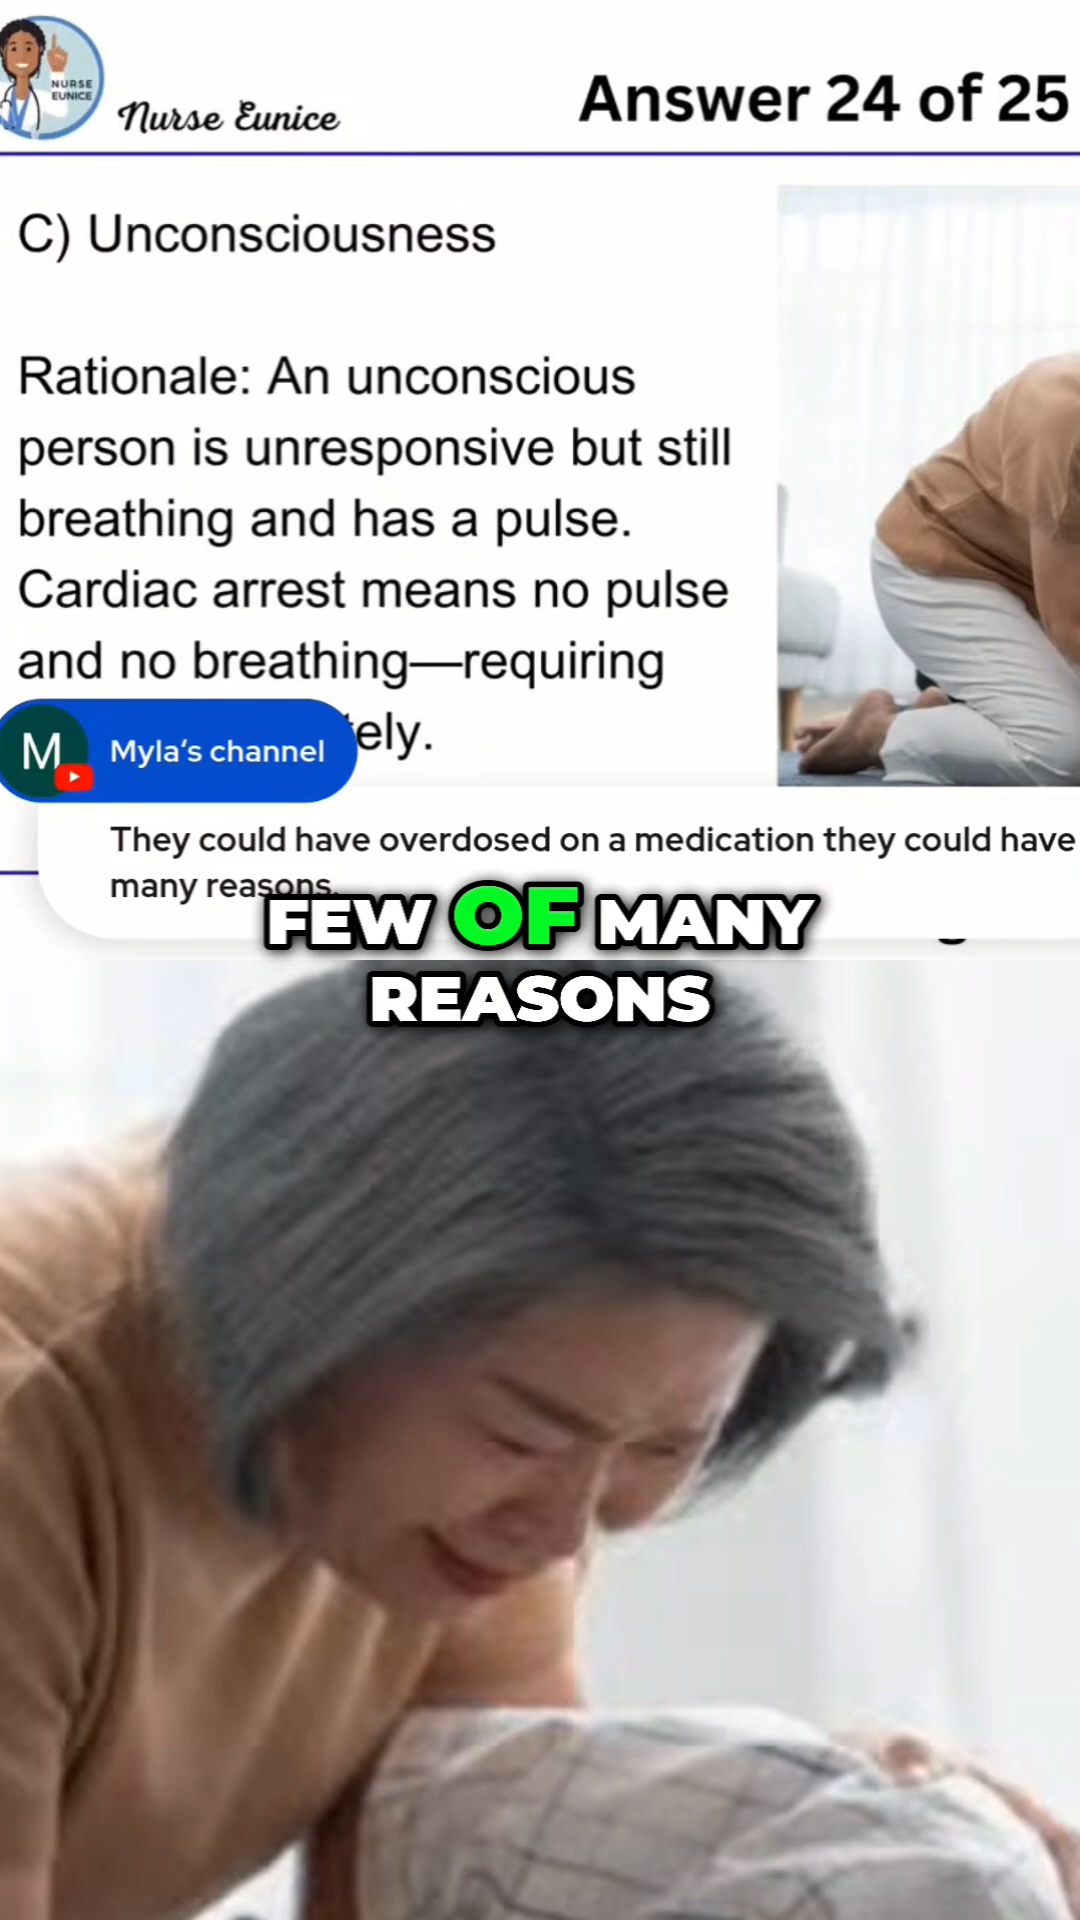 NURSE
EUNICE
Nurse Eunice
Answer 24 of 25
C) Unconsciousness
Rationale: An unconscious
person is unresponsive but still
breathing and has a pulse.
Cardiac arrest means no pulse
and no breathing—requiring
ely.
M
Myla's channel
They could have overdosed on a medication they could have
many reasons.
FEW OF MANY
REASONS